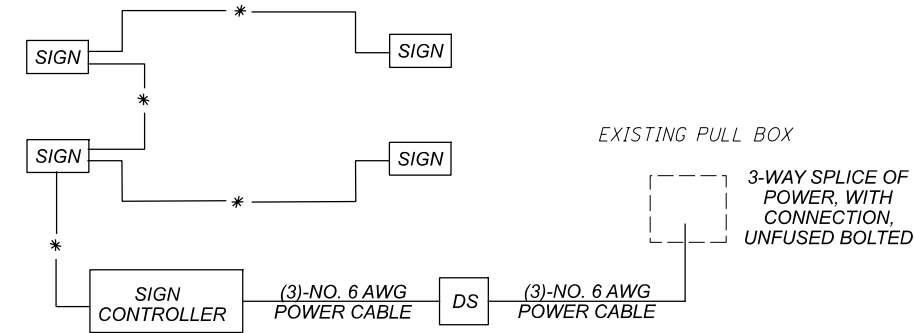 *
SIGN
SIGN
*
EXISTING PULL BOX
SIGN
SIGN
3-WAY SPLICE OF
POWER, WITH
CONNECTION,
UNFUSED BOLTED
*
*
SIGN
CONTROLLER
(3)-NO. 6 AWG
POWER CABLE
DS
(3)-NO. 6 AWG
POWER CABLE